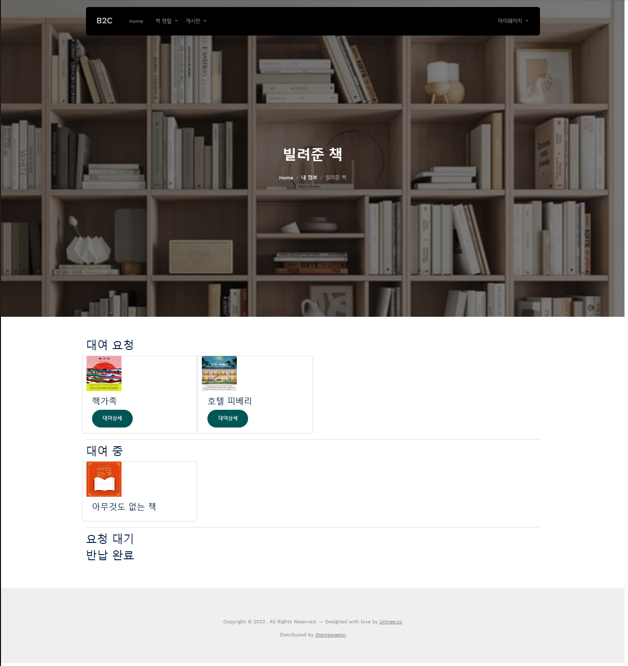 B2C Home 책 렌탈 게시판 마이페이지
빌려준 책
Home / 내 정보 / 빌려준 책
대여 요청
핵가족 호텔 피베리
대여상세 대여상세
대여 중
아무것도 없는 책
요청 대기
반납 완료
Copyright © 2023 . All Rights Reserved. — Designed with love by Untree.co
Distributed by themewagon